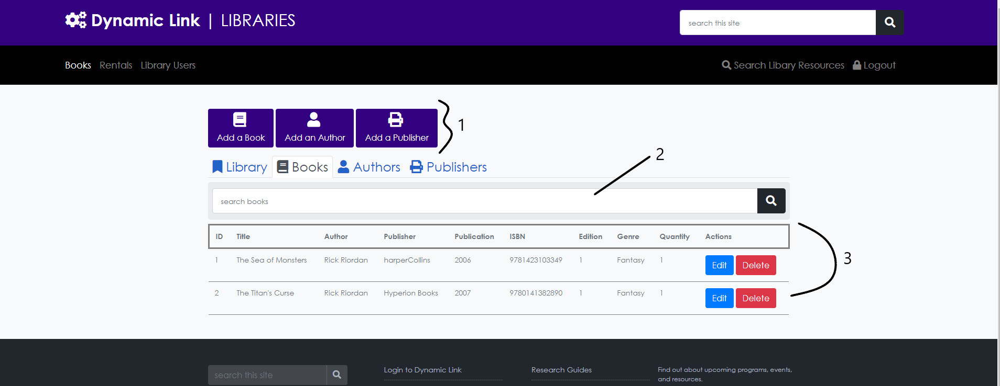 Dynamic Link | LIBRARIES
search this site
Books Rentals Library Users
Search Libary Resources Logout
Add a Book Add an Author Add a Publisher
1
2
Library Books Authors Publishers
search books
ID Title Author Publisher Publication ISBN Edition Genre Quantity Actions
1 The Sea of Monsters Rick Riordan harperCollins 2006 9781423103349 1 Fantasy 1 Edit Delete
3
2 The Titan's Curse Rick Riordan Hyperion Books 2007 9780141382890 1 Fantasy 1 Edit Delete
search this site
Login to Dynamic Link
Research Guides
Find out about upcoming programs, events,
and resources.